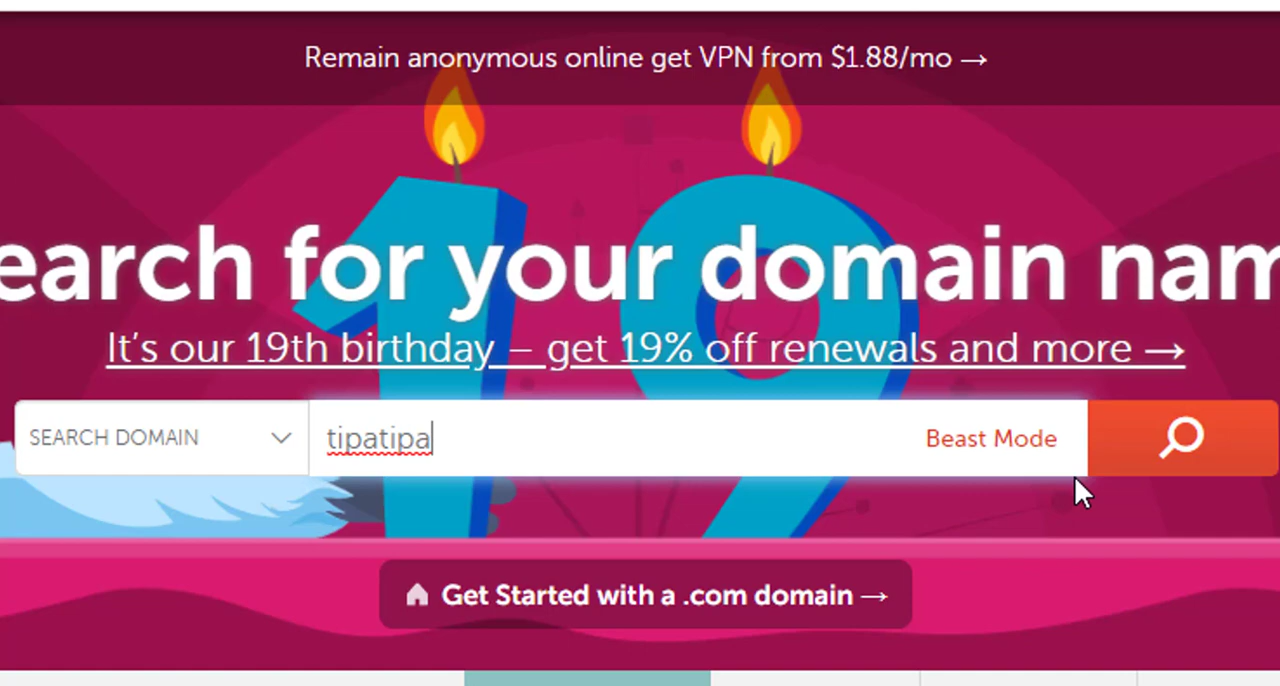 Remain anonymous online get VPN from $1.88/mo →
earch for your domain nam
It's our 19th birthday – get 19% off renewals and more →
SEARCH DOMAIN
tipatipa
Beast Mode
Get Started with a .com domain →
19